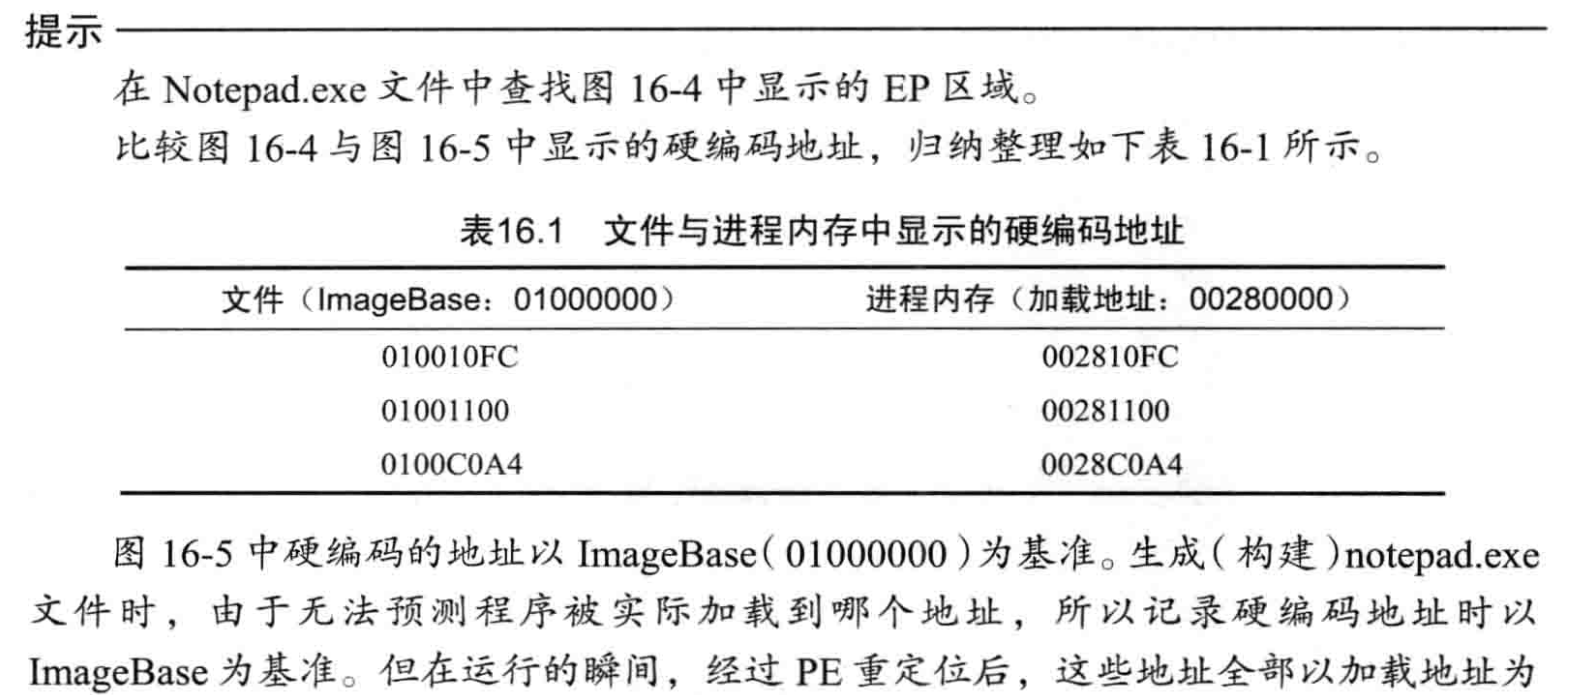 提示
在 Notepad.exe 文件中查找图 16-4 中显示的 EP 区域。
比较图 16-4 与图 16-5 中显示的硬编码地址，归纳整理如下表 16-1 所示。
表16.1 文件与进程内存中显示的硬编码地址
文件（ImageBase：01000000） 进程内存（加载地址：00280000）
010010FC 002810FC
01001100 00281100
0100C0A4 0028C0A4
图 16-5 中硬编码的地址以 ImageBase（01000000）为基准。生成（构建）notepad.exe
文件时，由于无法预测程序被实际加载到哪个地址，所以记录硬编码地址时以
ImageBase 为基准。但在运行的瞬间，经过 PE 重定位后，这些地址全部以加载地址为